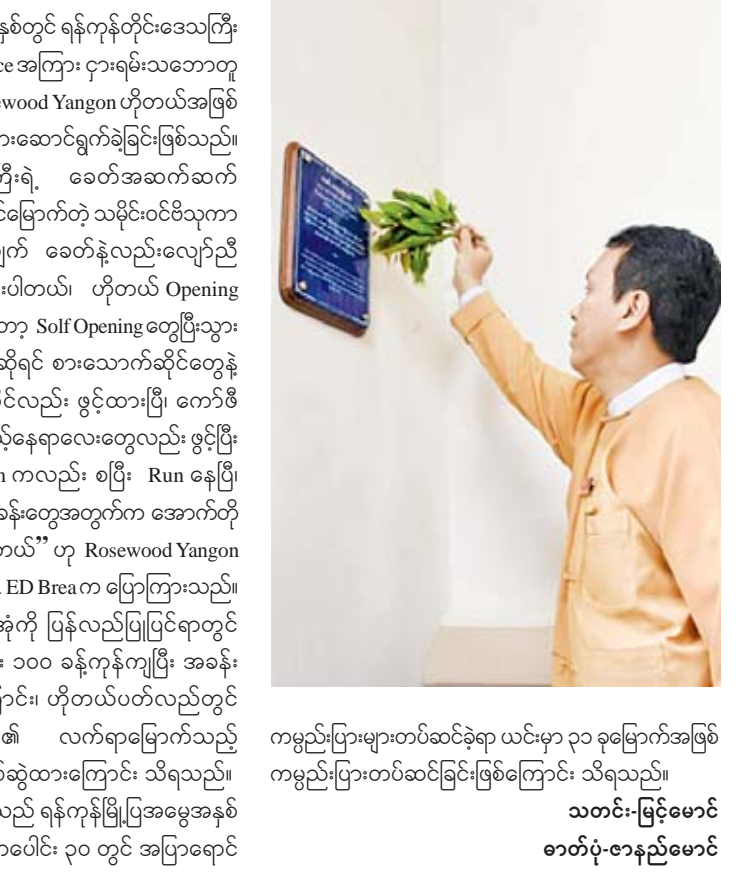 နှစ်တွင် ရန်ကုန်တိုင်းဒေသကြီး
အကြား ငှားရမ်းသဘောတူ
Yangon ဟိုတယ်အဖြစ်
ဆောင်ရွက်ခဲ့ခြင်းဖြစ်သည်။
ခေတ်အဆက်ဆက်
မြောက်တဲ့ သမိုင်းဝင်ဗိသုကာ
ခေတ်နဲ့လည်းလျော်ညီ
ပါတယ်၊ ဟိုတယ် Opening
Solf Opening တွေပြီးသွား
ဆိုရင် စားသောက်ဆိုင်တွေနဲ့
လည်း ဖွင့်ထားပြီ၊ ကော်ဖီ
နေရာလေးတွေလည်း ဖွင့်ပြီး
ကလည်း စပြီး Run နေပြီ၊
ခန်းတွေအတွက်က အောက်တို
တယ်” ဟု Rosewood Yangon
ED Brea က ပြောကြားသည်။
အုံကို ပြန်လည်ပြုပြင်ရာတွင်
၁၀၀ ခန့်ကုန်ကျပြီး အခန်း
ကြောင်း၊ ဟိုတယ်ပတ်လည်တွင်
၏ လက်ရာမြောက်သည့်
ဆွဲထားကြောင်း သိရသည်။
သည် ရန်ကုန်မြို့ပြအမွေအနှစ်
ပေါင်း ၃၀ တွင် အပြာရောင်
ကမ္ပည်းပြားများတပ်ဆင်ခဲ့ရာ ယင်းမှာ ၃၁ ခုမြောက်အဖြစ်
ကမ္ပည်းပြားတပ်ဆင်ခြင်းဖြစ်ကြောင်း သိရသည်။
သတင်း-မြင့်မောင်
ဓာတ်ပုံ-ဇာနည်မောင်